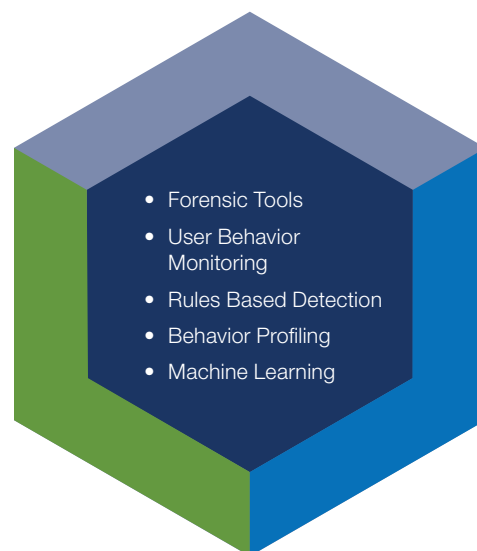 • Forensic Tools
• User Behavior
Monitoring
• Rules Based Detection
• Behavior Profiling
• Machine Learning